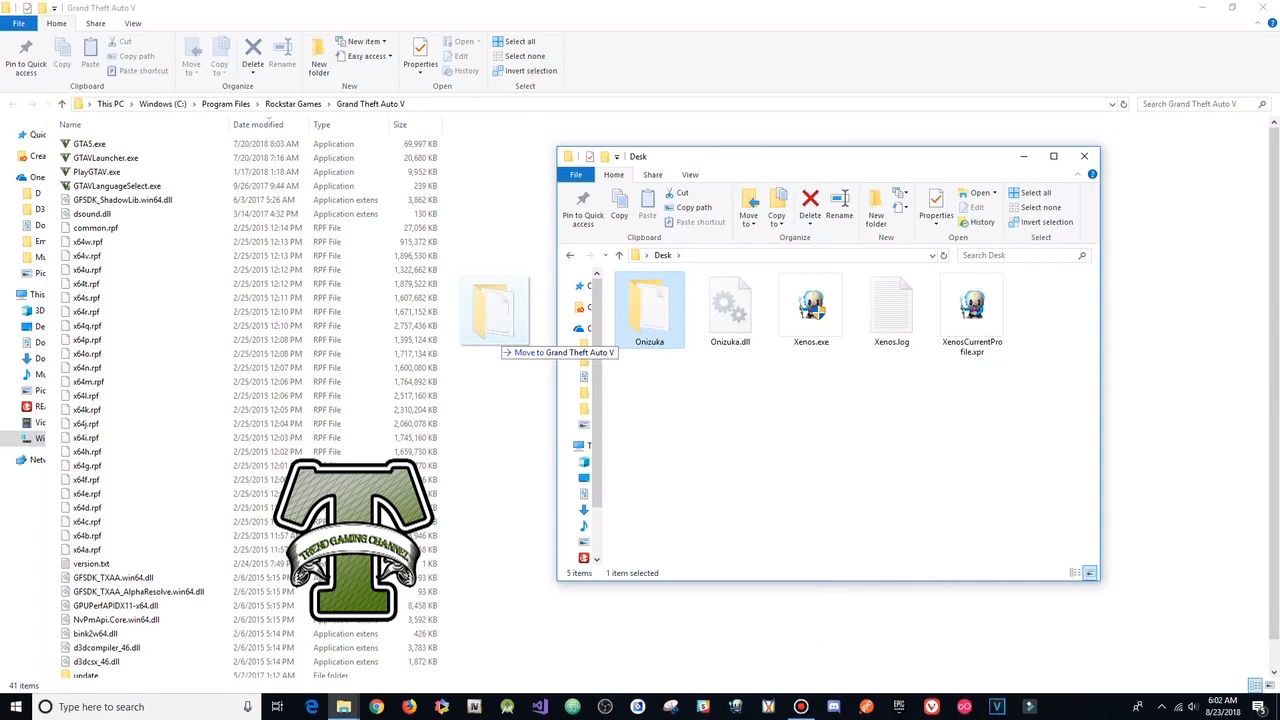 Grand Theft Auto V
File Home Share View
Pin to Quick access
Copy
Paste
Cut
Copy path
Paste shortcut
Move to
Copy to
Delete
Rename
New folder
New item
Easy access
Properties
Open
Edit
History
Select all
Select none
Invert selection
Clipboard Organize New Open Select
This PC Windows (C:) Program Files Rockstar Games Grand Theft Auto V
Search Grand Theft Auto V
Name Date modified Type Size
GTA5.exe 7/20/2018 8:03 AM Application 69,997 KB
GTAVLauncher.exe 7/20/2018 7:16 AM Application 20,680 KB
PlayGTAV.exe 1/17/2018 1:18 AM Application 4,952 KB
GTAVLanguageSelect.exe 9/26/2017 9:44 AM Application 239 KB
GFSDK_ShadowLib.win64.dll 6/3/2017 5:26 AM Application extens 3,862 KB
dsound.dll 3/14/2017 4:32 PM Application extens 130 KB
common.rpf 2/25/2015 12:14 PM RPF File 27,056 KB
x64w.rpf 2/25/2015 12:13 PM RPF File 915,372 KB
x64v.rpf 2/25/2015 12:13 PM RPF File 1,896,530 KB
x64u.rpf 2/25/2015 12:13 PM RPF File 1,322,662 KB
x64t.rpf 2/25/2015 12:10 PM RPF File 1,879,522 KB
x64s.rpf 2/25/2015 12:11 PM RPF File 1,607,682 KB
x64r.rpf 2/25/2015 12:11 PM RPF File 1,671,152 KB
x64q.rpf 2/25/2015 12:09 PM RPF File 2,757,436 KB
x64p.rpf 2/25/2015 12:08 PM RPF File 1,395,124 KB
x64o.rpf 2/25/2015 12:08 PM RPF File 1,717,134 KB
x64n.rpf 2/25/2015 12:07 PM RPF File 1,600,080 KB
x64m.rpf 2/25/2015 12:06 PM RPF File 1,764,892 KB
x64l.rpf 2/25/2015 12:06 PM RPF File 2,517,160 KB
x64k.rpf 2/25/2015 12:05 PM RPF File 2,310,204 KB
x64j.rpf 2/25/2015 12:04 PM RPF File 2,060,078 KB
x64i.rpf 2/25/2015 12:03 PM RPF File 1,745,160 KB
x64h.rpf 2/25/2015 12:02 PM RPF File 1,659,730 KB
x64g.rpf 2/25/2015
x64f.rpf 2/25/2015
x64e.rpf 2/25/2015
x64d.rpf 2/25/2015
x64c.rpf 2/25/2015
x64b.rpf 2/25/2015
x64a.rpf 2/25/2015
version.txt 2/24/2015 7:49 1 KB
GFSDK_TXAA.win64.dll 2/6/2015 5:15 PM 93 KB
GFSDK_TXAA_AlphaResolve.win64.dll 2/6/2015 5:15 PM 93 KB
GPUPerfAPIDX11-x64.dll 2/6/2015 5:15 PM 8,458 KB
NvPmApi.Core.win64.dll 2/6/2015 5:15 PM 3,592 KB
bink2w64.dll 2/6/2015 5:15 PM Application extens 426 KB
d3dcompiler_46.dll 2/6/2015 5:14 PM Application extens 3,783 KB
d3dcsx_46.dll 2/6/2015 5:14 PM Application extens 1,872 KB
update 5/2/2017 1:12 AM File folder
41 items
TREND GAMING CHANNEL
Move to Grand Theft Auto V
Desk
File Home Share View
Pin to Quick access
Copy
Paste
Cut
Copy path
Paste shortcut
Move to
Copy to
Delete
Rename
New folder
Properties
Open
Edit
History
Select all
Select none
Invert selection
Clipboard Organize New Open Select
Desk
Search Desk
Onizuka
Onizuka.dll
Xenos.exe
Xenos.log
XenosCurrentPro
file.xpr
5 items 1 item selected
Type here to search
6:02 AM
8/23/2018